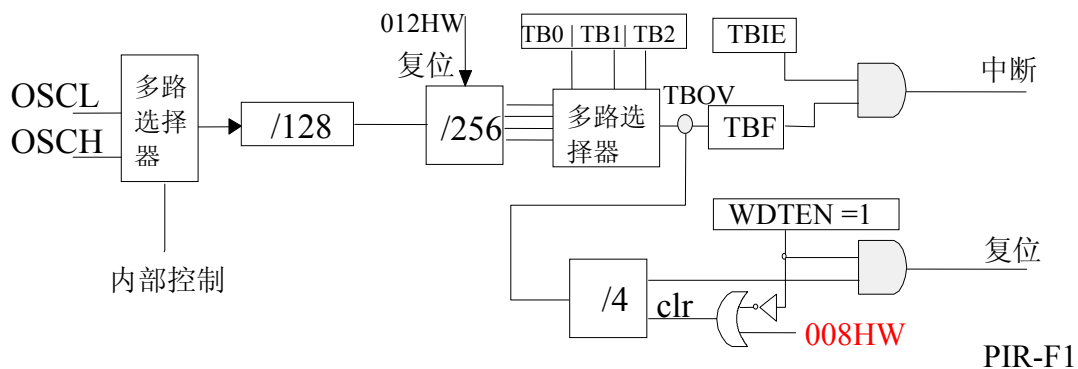 012HW
复位
TB0 | TB1 | TB2
TBIE
中断
OSCL
OSCH
多路
选择
器
/128
/256
多路选
择器
TBOV
TBF
WDTEN =1
内部控制
/4
clr
008HW
复位
PIR-F1